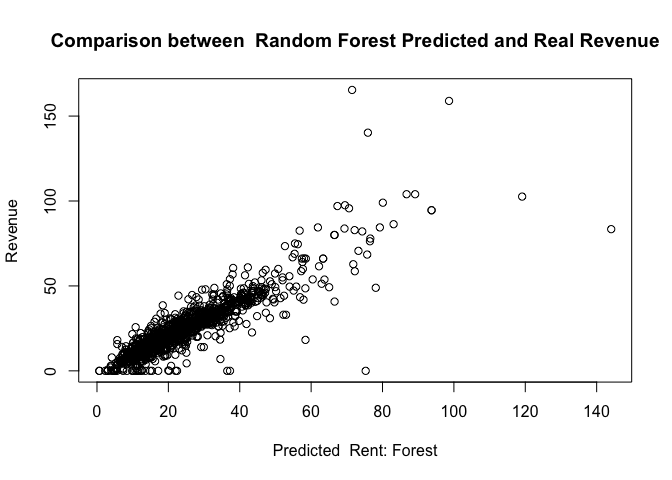 Comparison between  Random Forest Predicted and Real Revenue
Revenue
150
100
50
0
0 20 40 60 80 100 120 140
Predicted  Rent: Forest